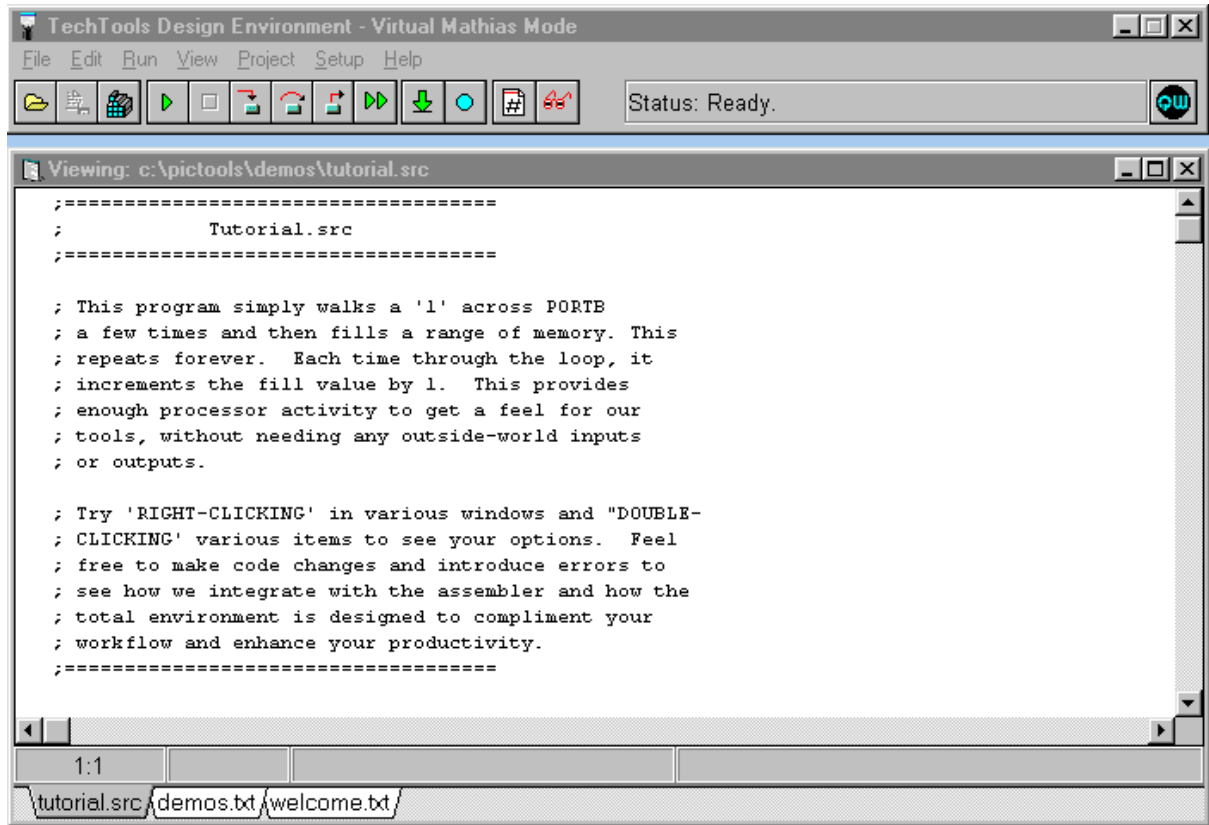 TechTools Design Environment - Virtual Mathias Mode
File Edit Run View Project Setup Help
Status: Ready.
QW
Viewing: c:\pictools\demos\tutorial.src
;====================================
; Tutorial.src
;====================================
; This program simply walks a '1' across PORTB
; a few times and then fills a range of memory. This
; repeats forever.  Each time through the loop, it
; increments the fill value by 1.  This provides
; enough processor activity to get a feel for our
; tools, without needing any outside-world inputs
; or outputs.
; Try 'RIGHT-CLICKING' in various windows and "DOUBLE-
; CLICKING' various items to see your options.  Feel
; free to make code changes and introduce errors to
; see how we integrate with the assembler and how the
; total environment is designed to compliment your
; workflow and enhance your productivity.
;====================================
1:1
tutorial.src demos.txt welcome.txt